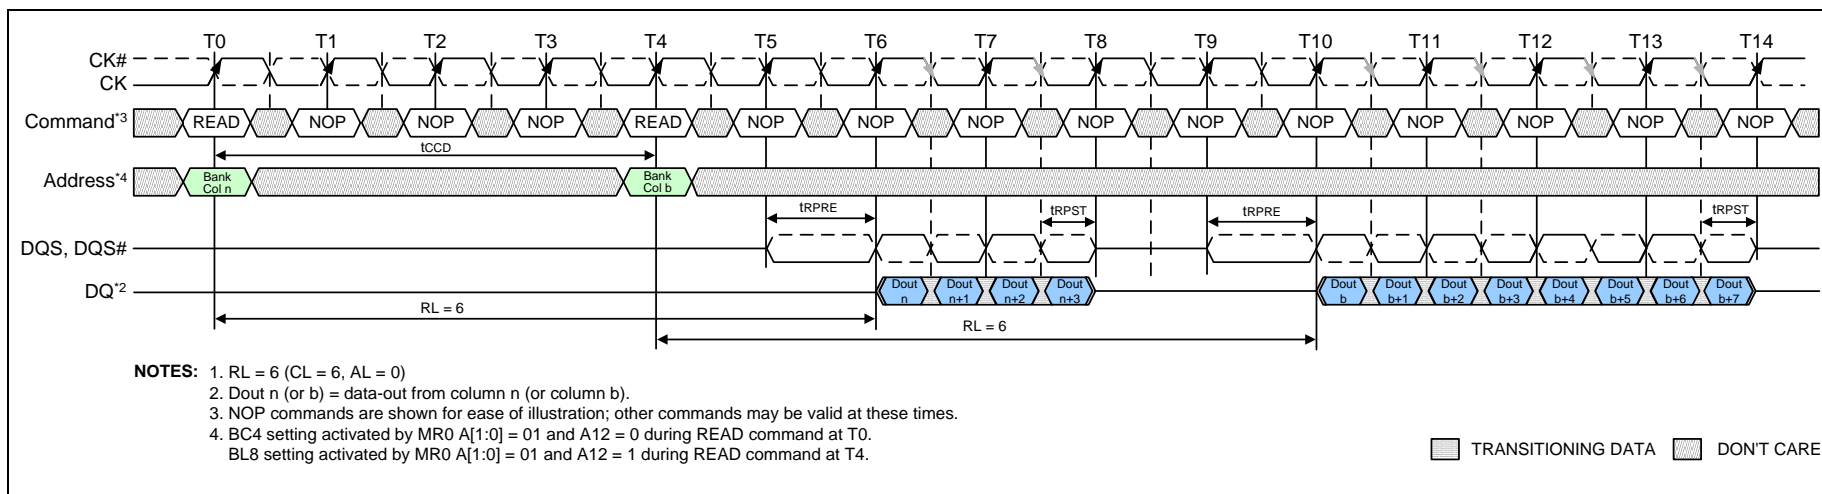 T0 T1 T2 T3 T4 T5 T6 T7 T8 T9 T10 T11 T12 T13 T14
CK#
CK
Command*3 READ NOP NOP NOP READ NOP NOP NOP NOP NOP NOP NOP NOP NOP NOP
tCCD
Address*4 Bank Col n Bank Col b
tRPRE tRPST tRPRE tRPST
DQS, DQS#
DQ*2 Dout n Dout n+1 Dout n+2 Dout n+3 Dout b Dout b+1 Dout b+2 Dout b+3 Dout b+4 Dout b+5 Dout b+6 Dout b+7
RL = 6
RL = 6
NOTES: 1. RL = 6 (CL = 6, AL = 0)
2. Dout n (or b) = data-out from column n (or column b).
3. NOP commands are shown for ease of illustration; other commands may be valid at these times.
4. BC4 setting activated by MR0 A[1:0] = 01 and A12 = 0 during READ command at T0.
BL8 setting activated by MR0 A[1:0] = 01 and A12 = 1 during READ command at T4.
TRANSITIONING DATA DON'T CARE